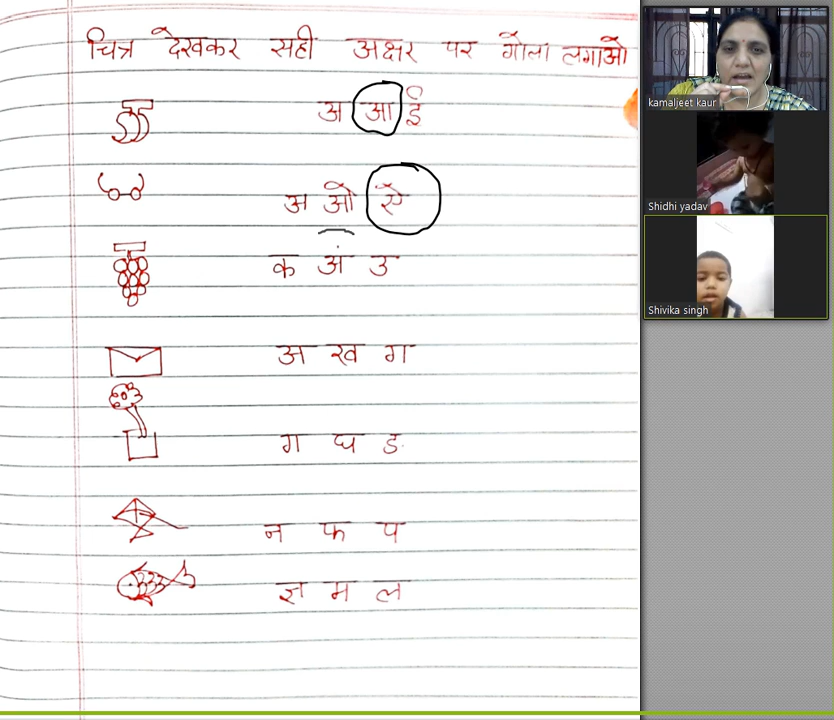 चित्र देखकर सही अक्षर पर गोला लगाओ
अ आ ई
अ ओ ऐ
क अं उ
अ ख ग
ग घ ङ
न फ प
ज्ञ म ल
kamaljeet kaur
Shidhi yadav
Shivika singh